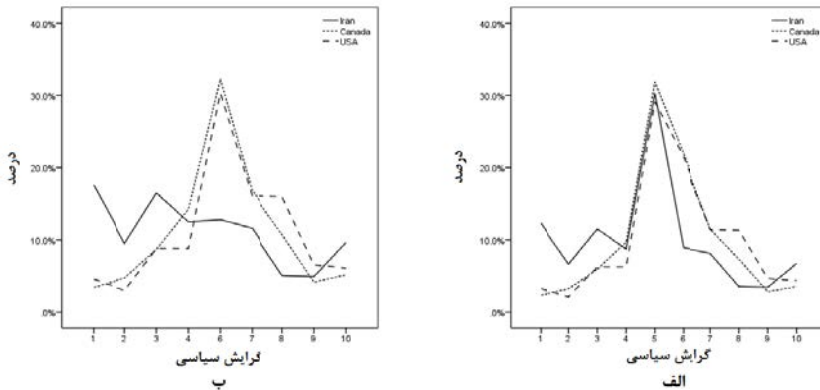 40.0%
30.0%
20.0%
10.0%
.0%
درصد
Iran
Canada
USA
1 2 3 4 6 7 8 9 10
گرایش سیاسی
ب
40.0%
30.0%
20.0%
10.0%
.0%
درصد
Iran
Canada
USA
1 2 3 4 5 6 7 8 9 10
گرایش سیاسی
الف